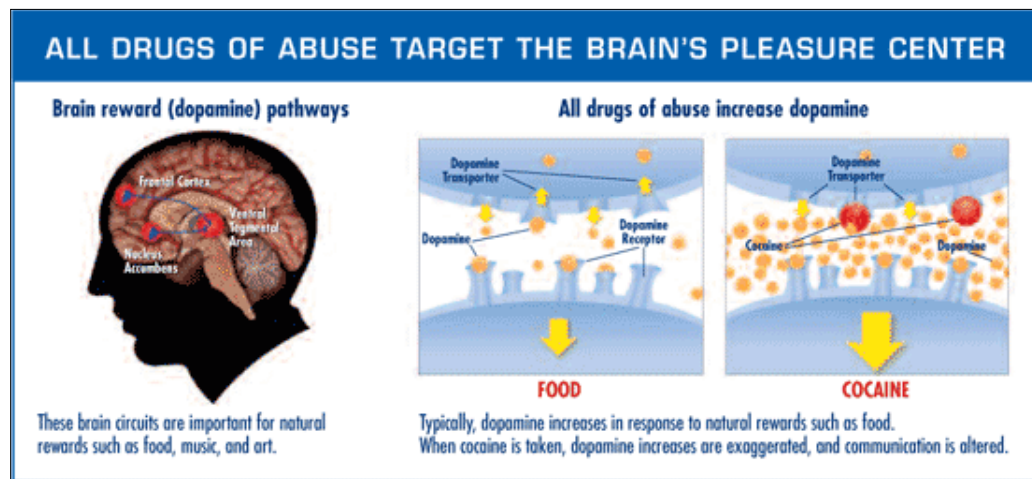 ALL DRUGS OF ABUSE TARGET THE BRAIN'S PLEASURE CENTER
Brain reward (dopamine) pathways
Frontal Cortex
Ventral
Tegmental
Area
Nucleus
Accumbens
These brain circuits are important for natural
rewards such as food, music, and art.
All drugs of abuse increase dopamine
Dopamine
Transporter
Dopamine
Dopamine
Receptor
FOOD
Dopamine
Transporter
Cocaine
Dopamine
COCAINE
Typically, dopamine increases in response to natural rewards such as food.
When cocaine is taken, dopamine increases are exaggerated, and communication is altered.